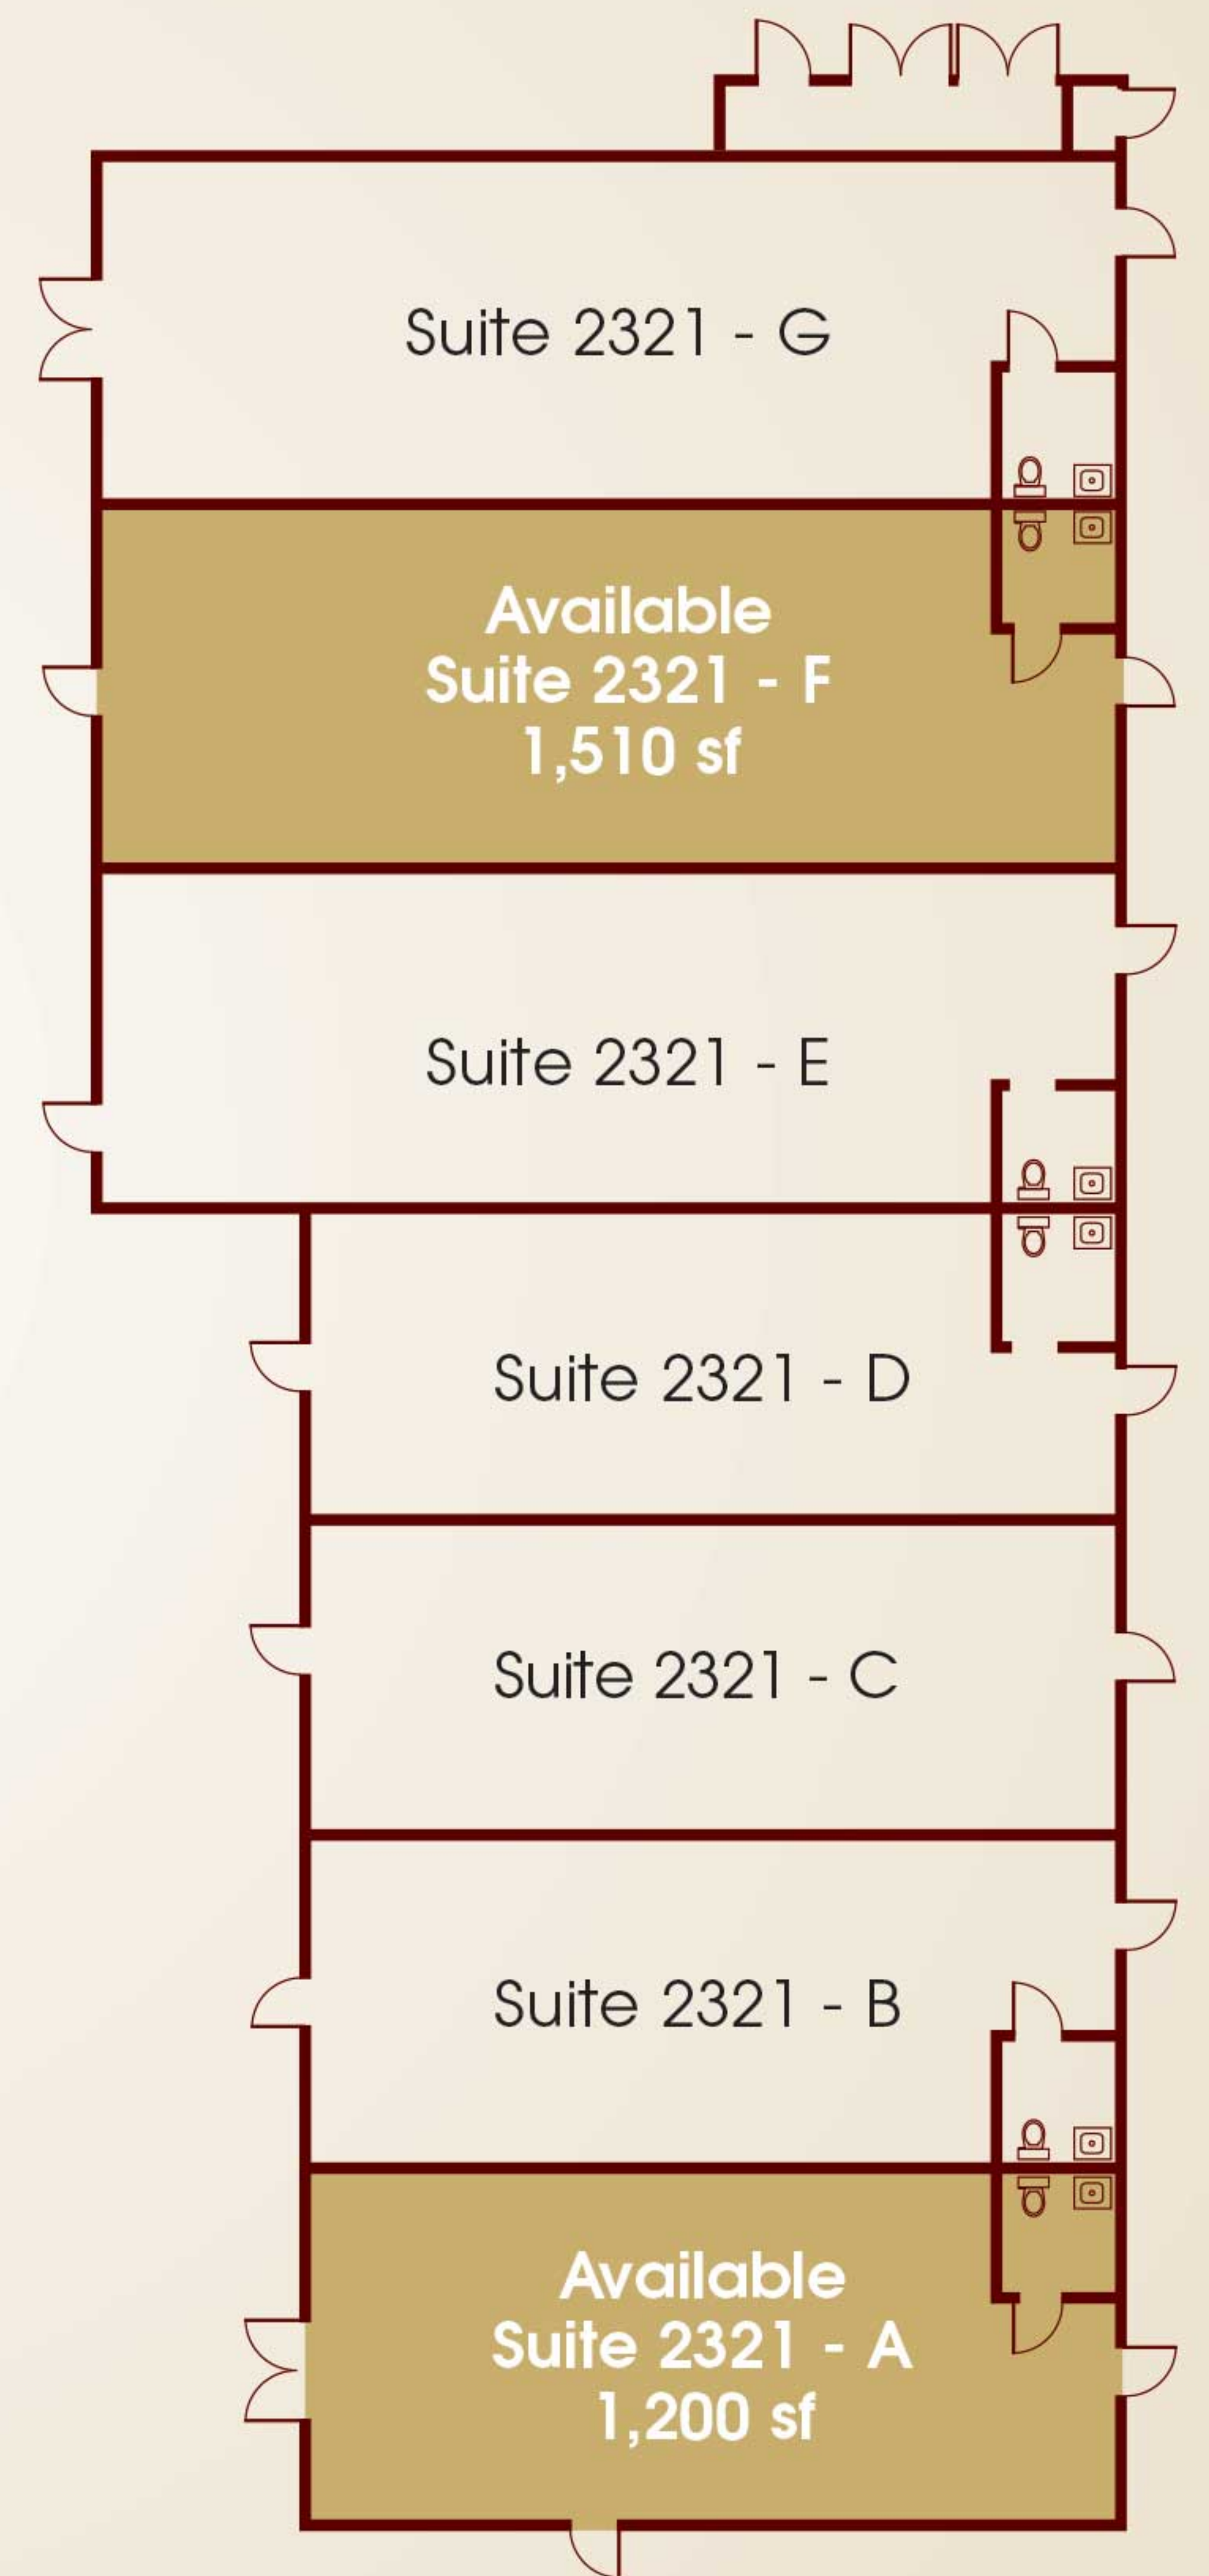 Suite 2321 - G
Available
Suite 2321 - F
1,510 sf
Suite 2321 - E
Suite 2321 - D
Suite 2321 - C
Suite 2321 - B
Available
Suite 2321 - A
1,200 sf